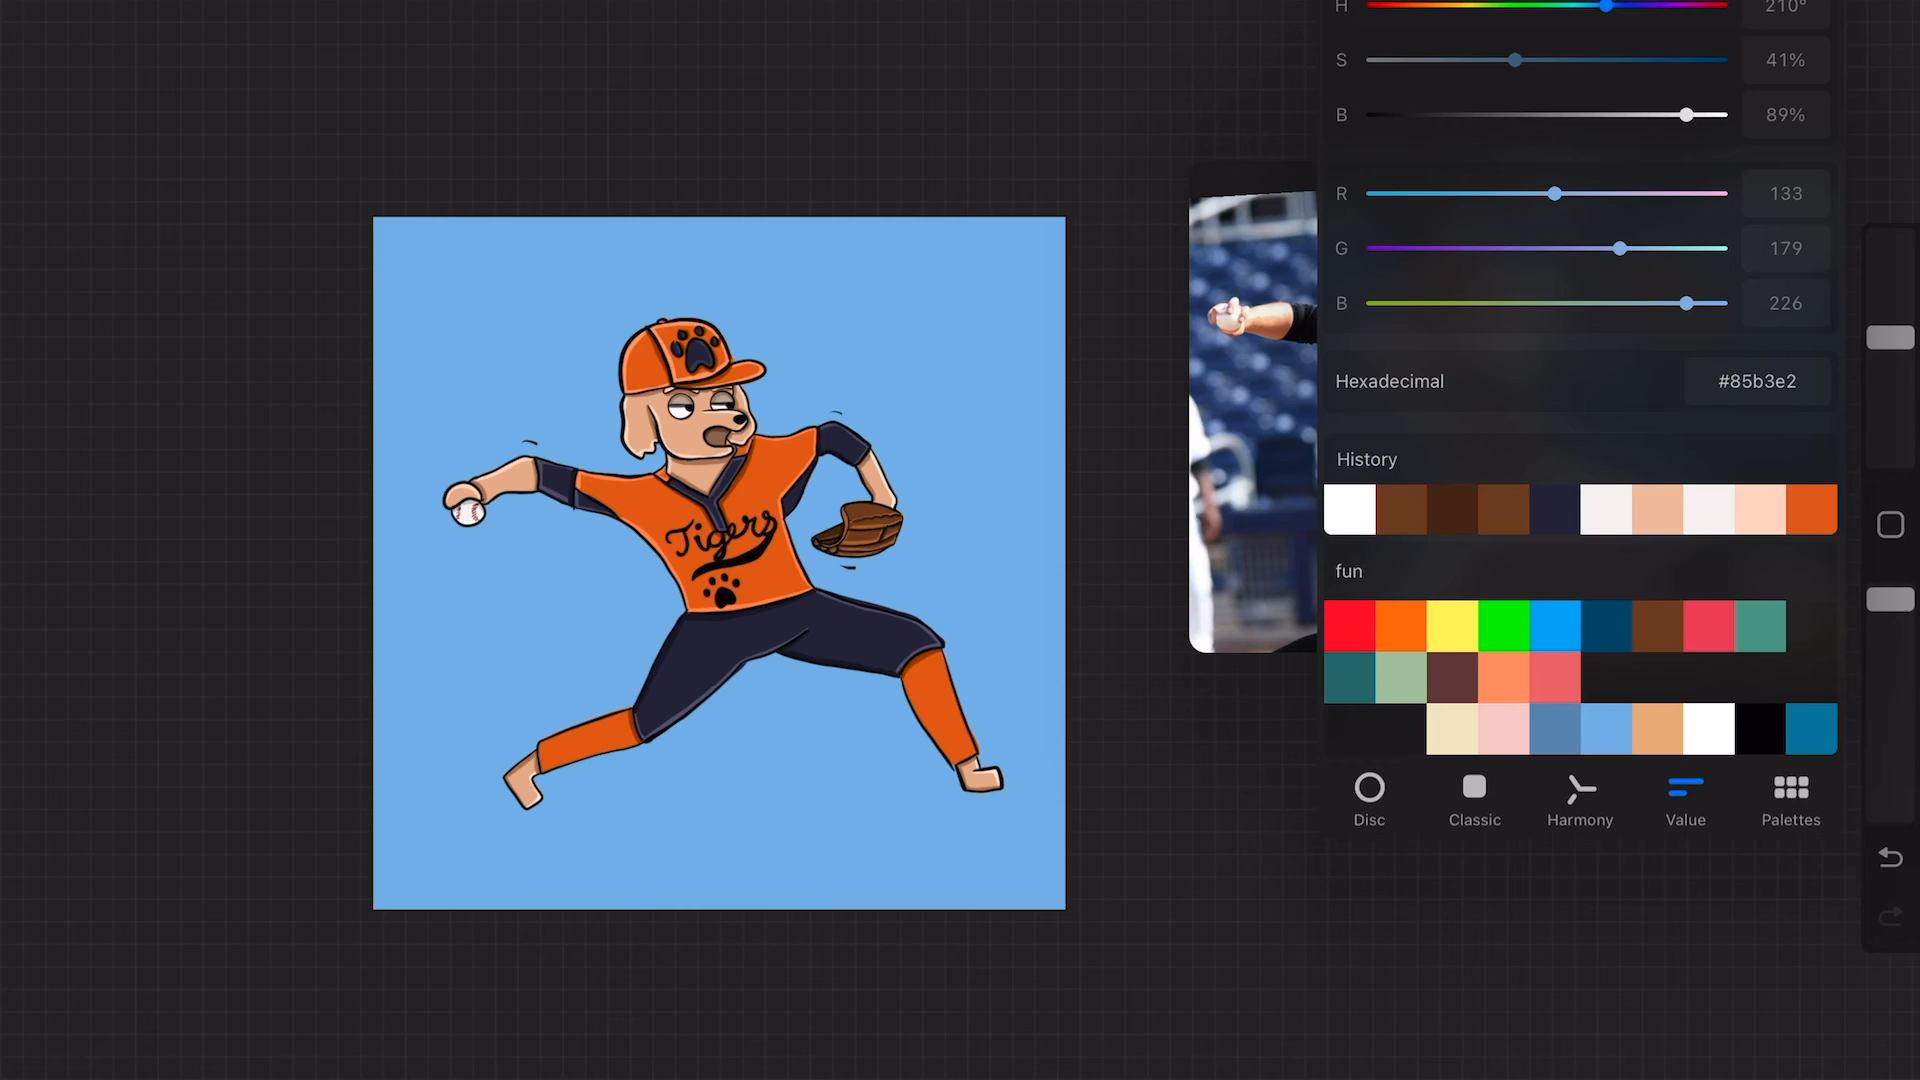 H 210°
S 41%
B 89%
R 133
G 179
B 226
Hexadecimal #85b3e2
History
fun
Tigers
Disc Classic Harmony Value Palettes